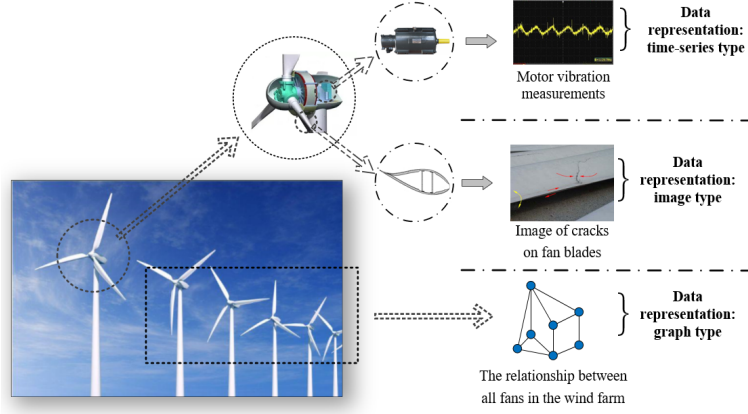 Data
representation:
time-series type
Motor vibration
measurements
Data
representation:
image type
Image of cracks
on fan blades
Data
representation:
graph type
The relationship between
all fans in the wind farm